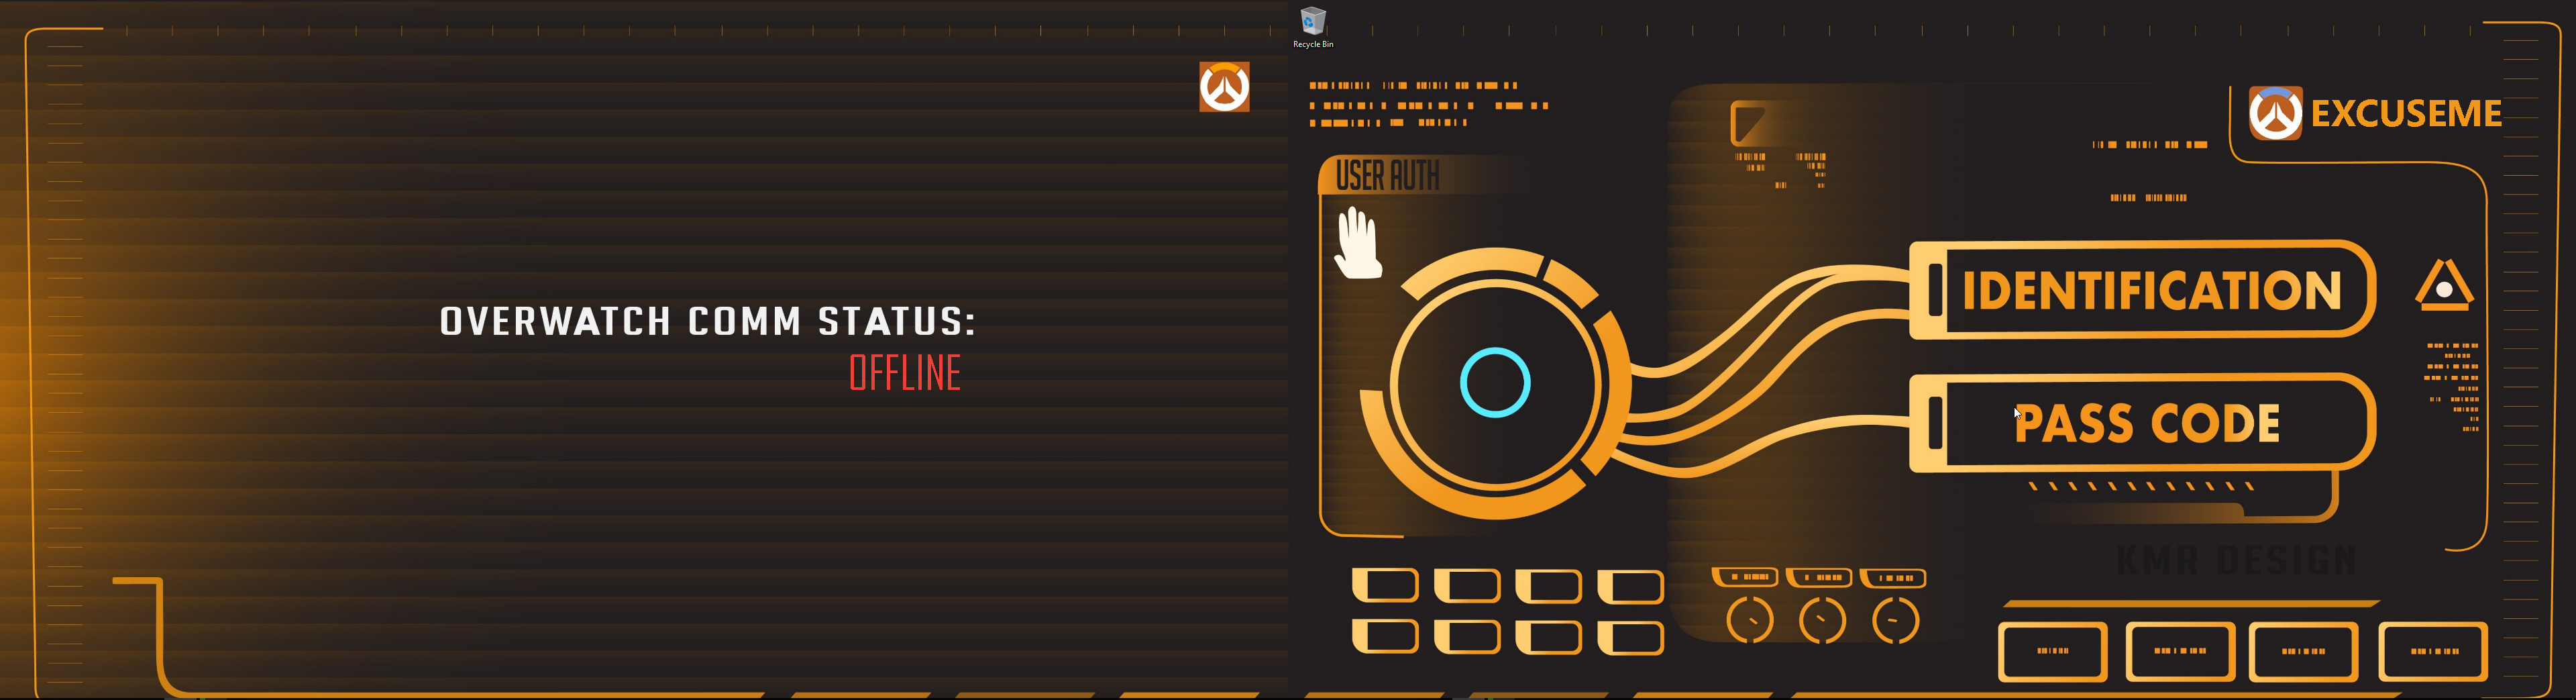 OVERWATCH COMM STATUS:
OFFLINE
Recycle Bin
EXCUSEME
USER AUTH
IDENTIFICATION
PASS CODE
KMR DESIGN